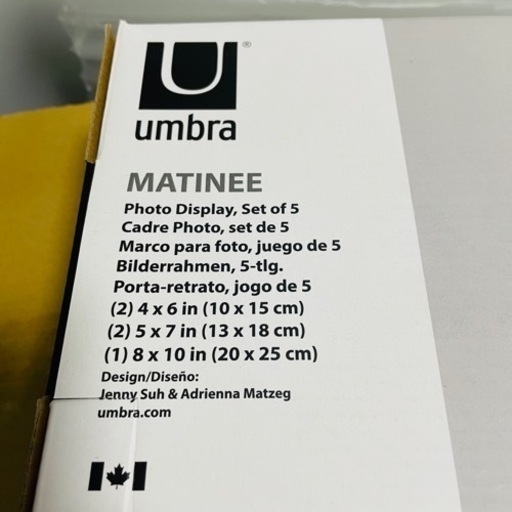 U®
umbra
MATINEE
Photo Display, Set of 5
Cadre Photo, set de 5
Marco para foto, juego de 5
Bilderrahmen, 5-tlg.
Porta-retrato, jogo de 5
(2) 4 x 6 in (10 x 15 cm)
(2) 5 x 7 in (13 x 18 cm)
(1) 8 x 10 in (20 x 25 cm)
Design/Diseño:
Jenny Suh & Adrienna Matzeg
umbra.com